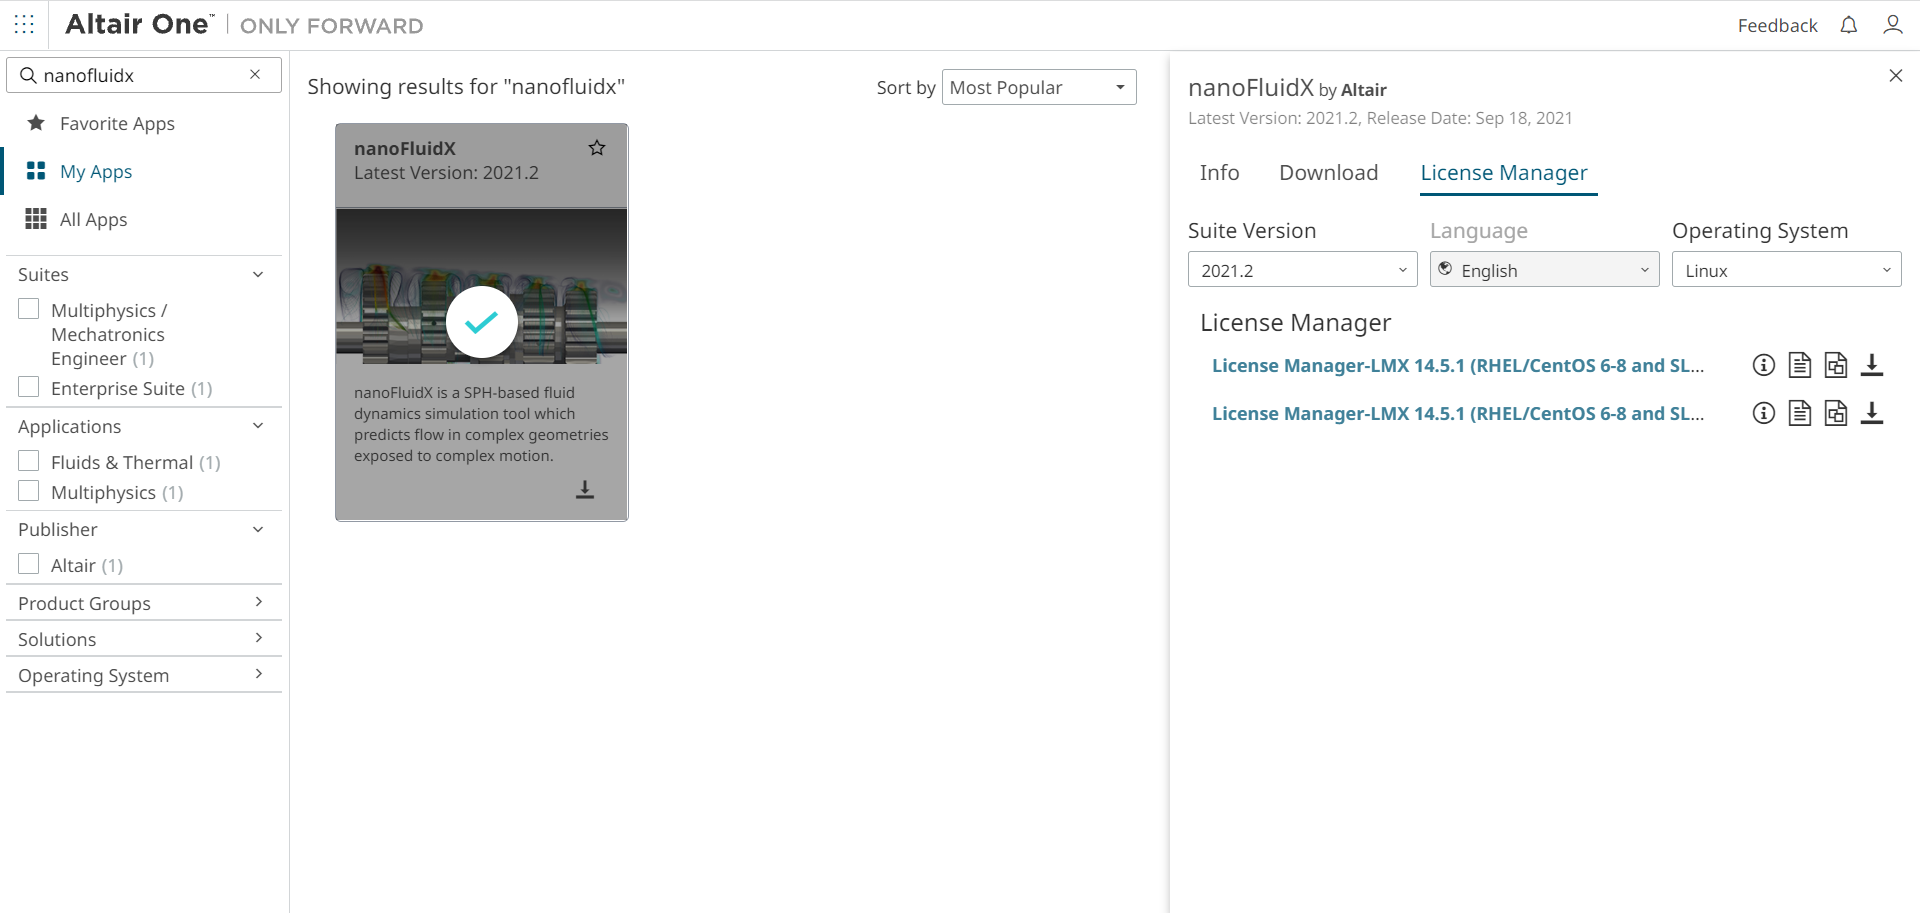 Altair One™ | ONLY FORWARD
Feedback
nanofluidx
Favorite Apps
My Apps
All Apps
Suites
Multiphysics /
Mechatronics
Engineer (1)
Enterprise Suite (1)
Applications
Fluids & Thermal (1)
Multiphysics (1)
Publisher
Altair (1)
Product Groups
Solutions
Operating System
Showing results for "nanofluidx"
Sort by Most Popular
nanoFluidX
Latest Version: 2021.2
nanoFluidX is a SPH-based fluid
dynamics simulation tool which
predicts flow in complex geometries
exposed to complex motion.
nanoFluidX by Altair
Latest Version: 2021.2, Release Date: Sep 18, 2021
Info Download License Manager
Suite Version Language Operating System
2021.2 English Linux
License Manager
License Manager-LMX 14.5.1 (RHEL/CentOS 6-8 and SL...
License Manager-LMX 14.5.1 (RHEL/CentOS 6-8 and SL...